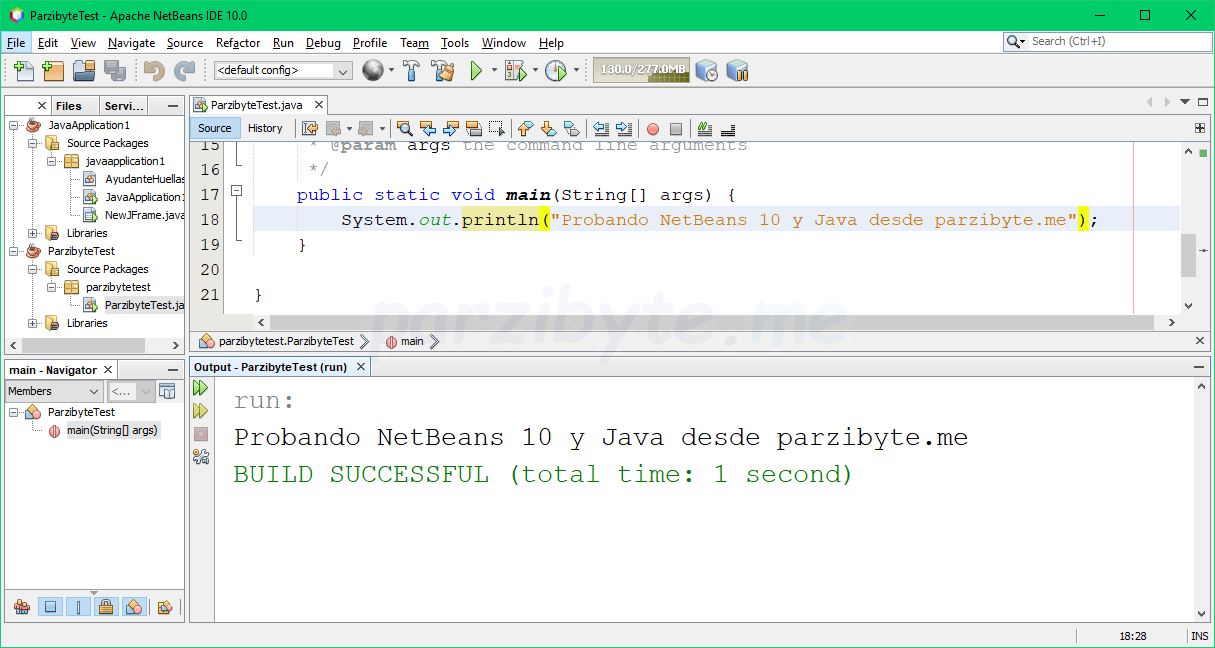 ParzibyteTest - Apache NetBeans IDE 10.0
File Edit View Navigate Source Refactor Run Debug Profile Team Tools Window Help
Search (Ctrl+I)
<default config>
130.0/277.0MB
Files Servi...
JavaApplication1
Source Packages
javaapplication1
AyudanteHuellas
JavaApplication1
NewJFrame.java
Libraries
ParzibyteTest
Source Packages
parzibytetest
ParzibyteTest.ja
Libraries
main - Navigator
Members
<...
ParzibyteTest
main(String[] args)
ParzibyteTest.java
Source History
15 * @param args the command line arguments
16 */
17 public static void main(String[] args) {
18 System.out.println("Probando NetBeans 10 y Java desde parzibyte.me");
19 }
20
21 }
parzibyte.me
parzibytetest.ParzibyteTest main
Output - ParzibyteTest (run)
run:
Probando NetBeans 10 y Java desde parzibyte.me
BUILD SUCCESSFUL (total time: 1 second)
18:28 INS